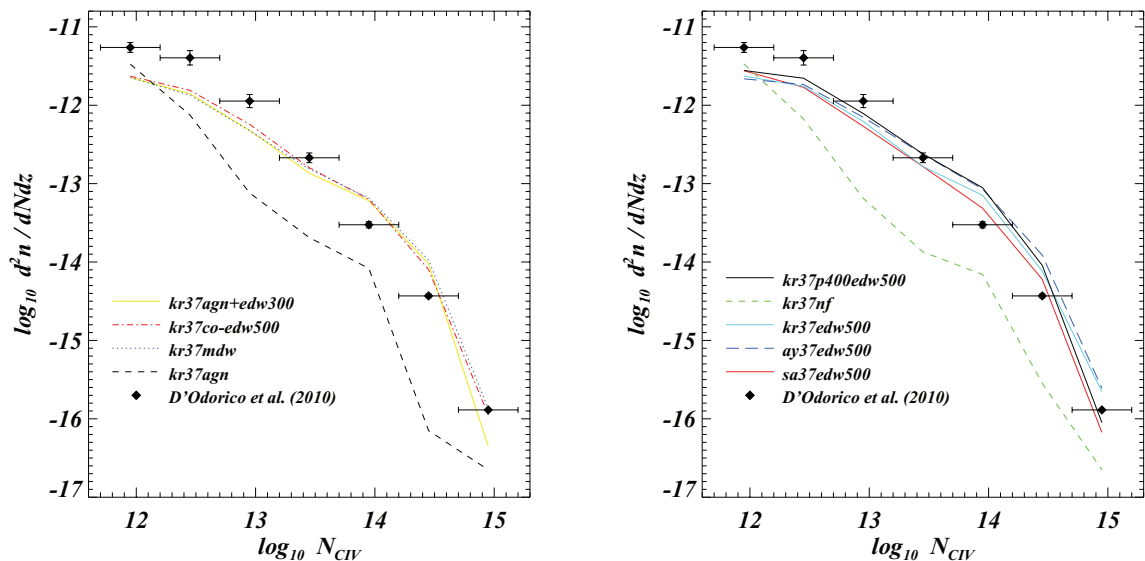 -11
-12
-13
-14
-15
-16
-17
log10 d2n / dNdz
kr37agn+edw300
kr37co-edw500
kr37mdw
kr37agn
D'Odorico et al. (2010)
12 13 14 15
log10 NCIV
-11
-12
-13
-14
-15
-16
-17
log10 d2n / dNdz
kr37p400edw500
kr37nf
kr37edw500
ay37edw500
sa37edw500
D'Odorico et al. (2010)
12 13 14 15
log10 NCIV